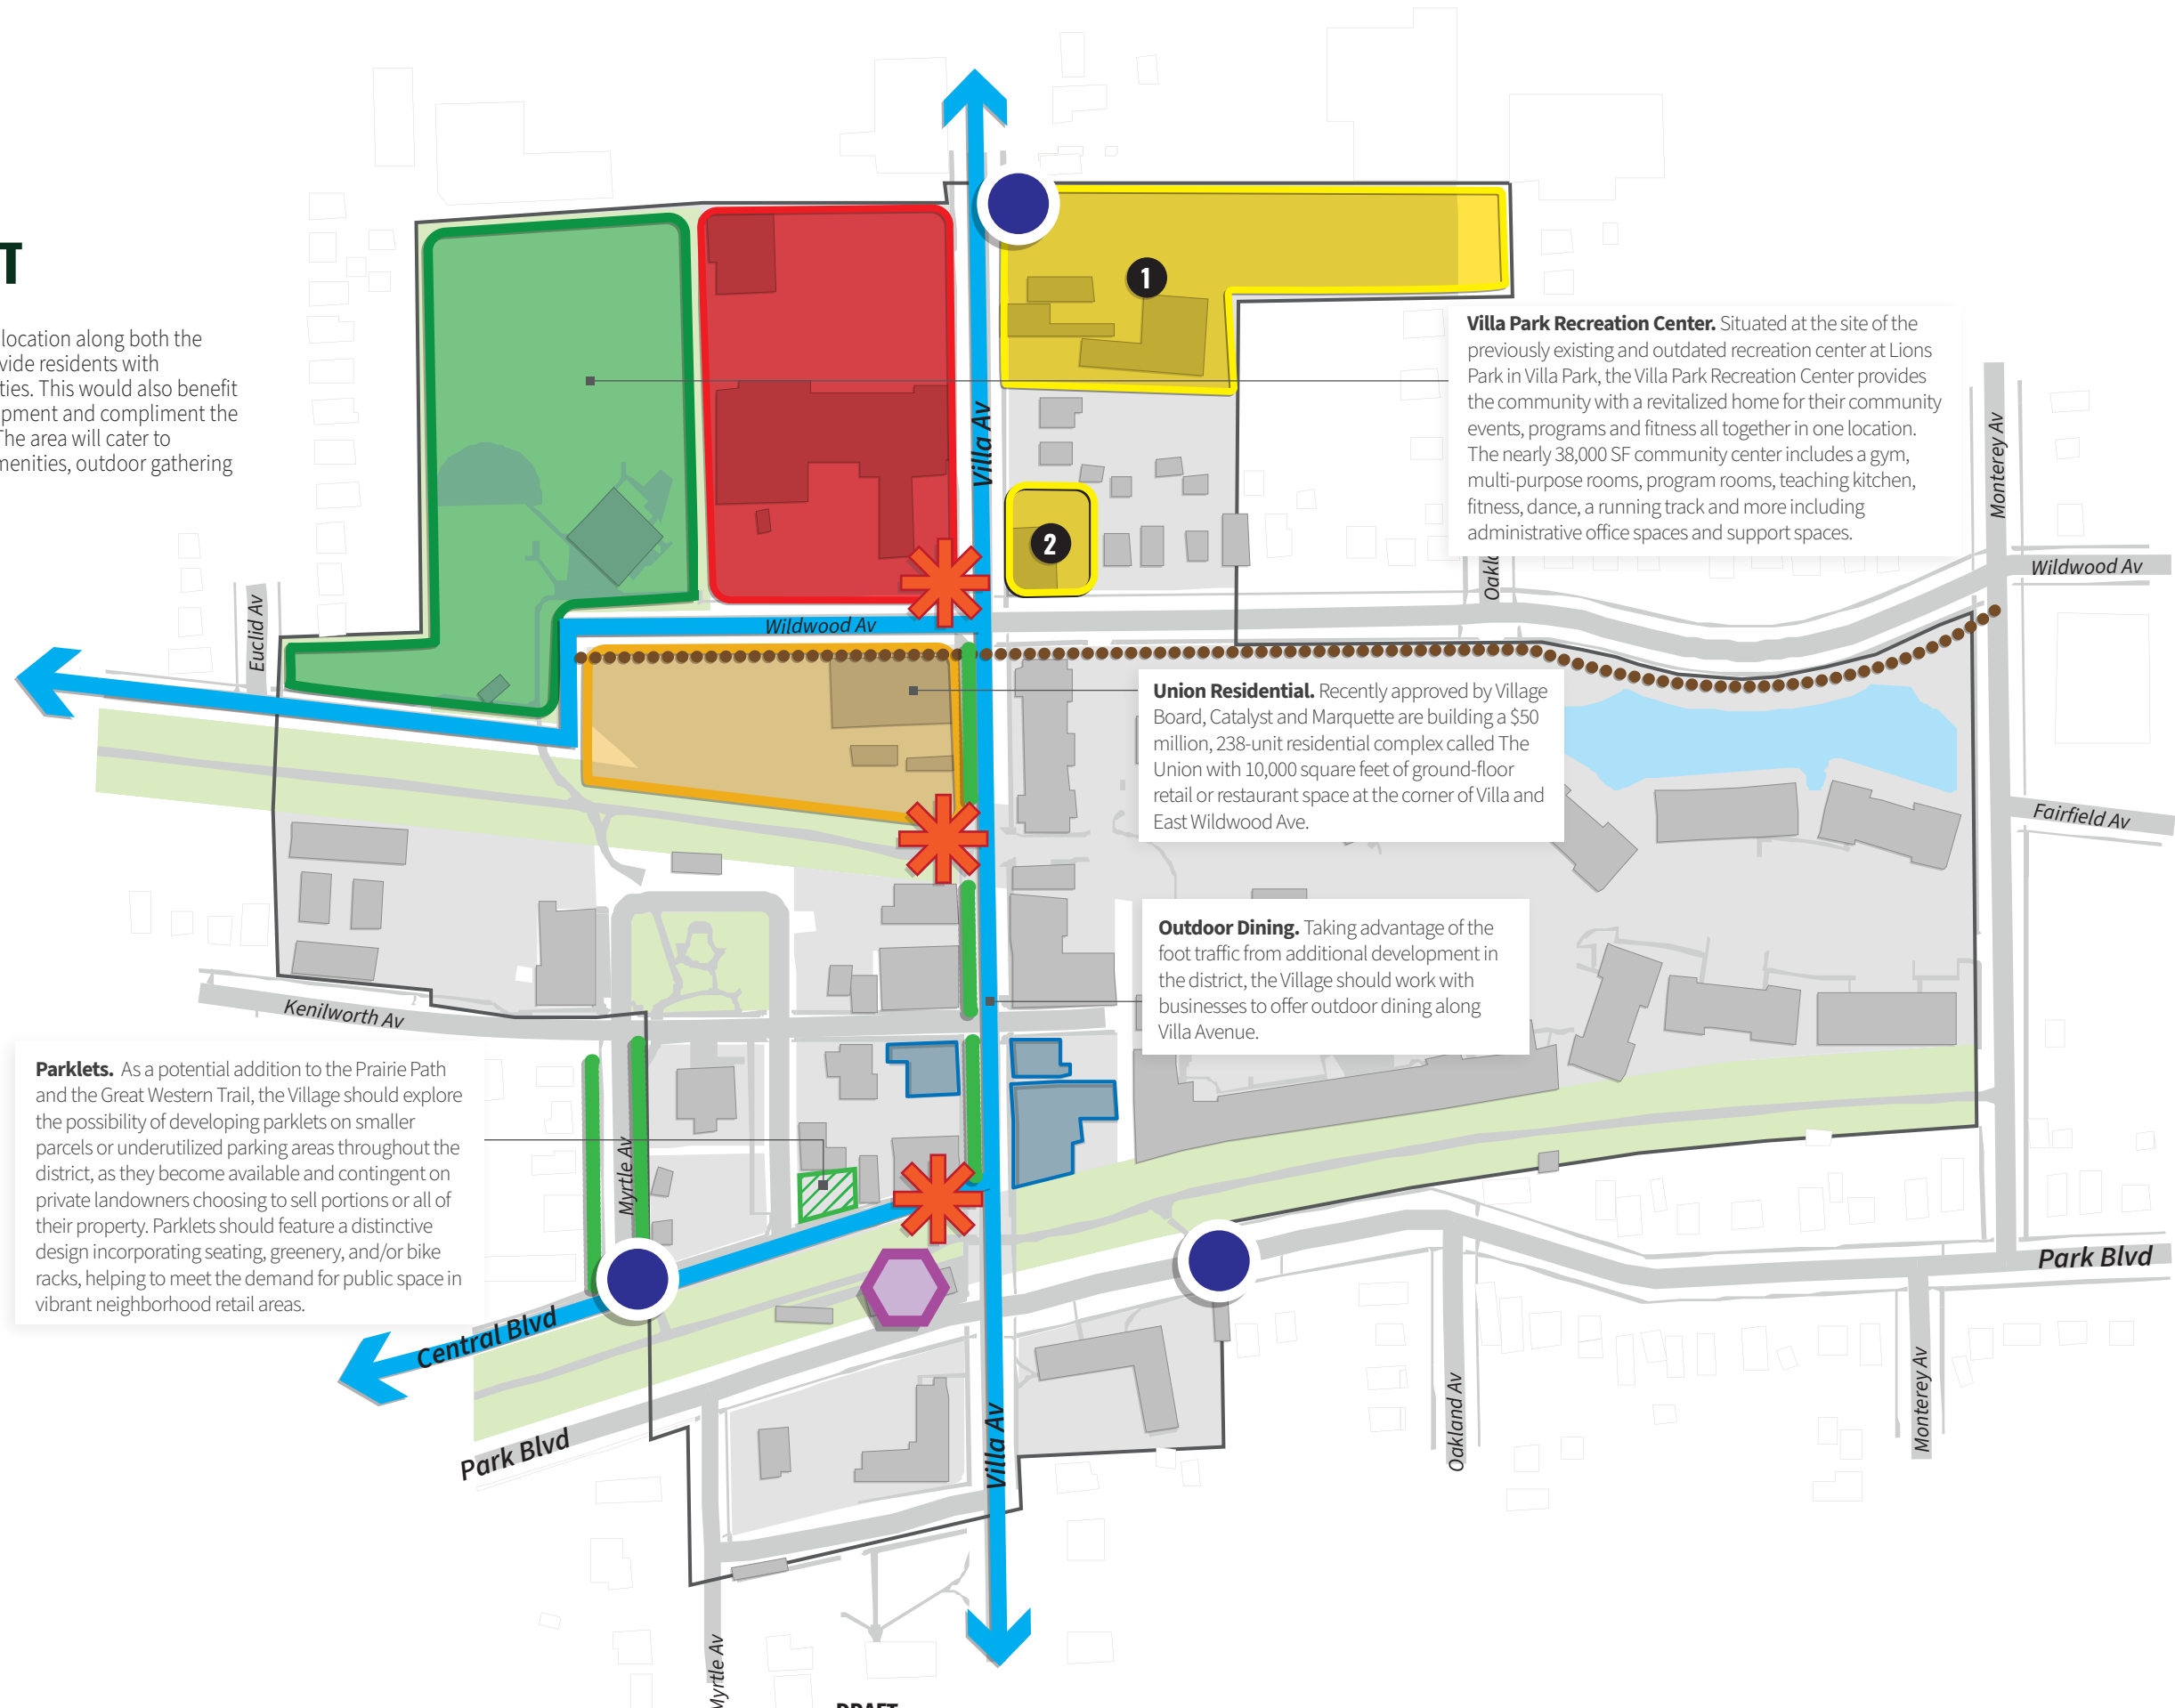 T
location along both the
vide residents with
ties. This would also benefit
pment and compliment the
The area will cater to
menities, outdoor gathering
1
2
Villa Park Recreation Center. Situated at the site of the
previously existing and outdated recreation center at Lions
Park in Villa Park, the Villa Park Recreation Center provides
the community with a revitalized home for their community
events, programs and fitness all together in one location.
The nearly 38,000 SF community center includes a gym,
multi-purpose rooms, program rooms, teaching kitchen,
fitness, dance, a running track and more including
administrative office spaces and support spaces.
Villa Av
Monterey Av
Wildwood Av
Oakla
Euclid Av
Wildwood Av
Union Residential. Recently approved by Village
Board, Catalyst and Marquette are building a $50
million, 238-unit residential complex called The
Union with 10,000 square feet of ground-floor
retail or restaurant space at the corner of Villa and
East Wildwood Ave.
Fairfield Av
Outdoor Dining. Taking advantage of the
foot traffic from additional development in
the district, the Village should work with
businesses to offer outdoor dining along
Villa Avenue.
Kenilworth Av
Parklets. As a potential addition to the Prairie Path
and the Great Western Trail, the Village should explore
the possibility of developing parklets on smaller
parcels or underutilized parking areas throughout the
district, as they become available and contingent on
private landowners choosing to sell portions or all of
their property. Parklets should feature a distinctive
design incorporating seating, greenery, and/or bike
racks, helping to meet the demand for public space in
vibrant neighborhood retail areas.
Myrtle Av
Central Blvd
Park Blvd
Park Blvd
Villa Av
Oakland Av
Monterey Av
Myrtle Av
DRAFT